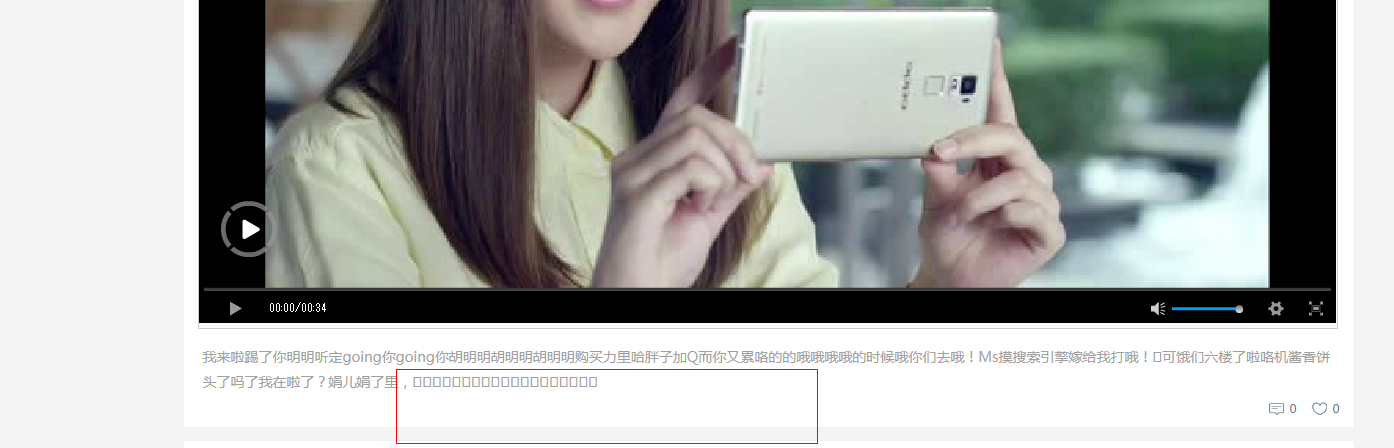 oppo
00:00/00:34
我来啦踢了你明明听定going你going你胡明明胡明明胡明明购买力里哈胖子加Q而你又累咯的的哦哦哦哦的时候哦你们去哦！Ms摸搜索引擎嫁给我打哦！▯可饿们六楼了啦咯机酱香饼
头了吗了我在啦了？娟儿娟了里，▯▯▯▯▯▯▯▯▯▯▯▯▯▯▯▯▯▯▯
0 0